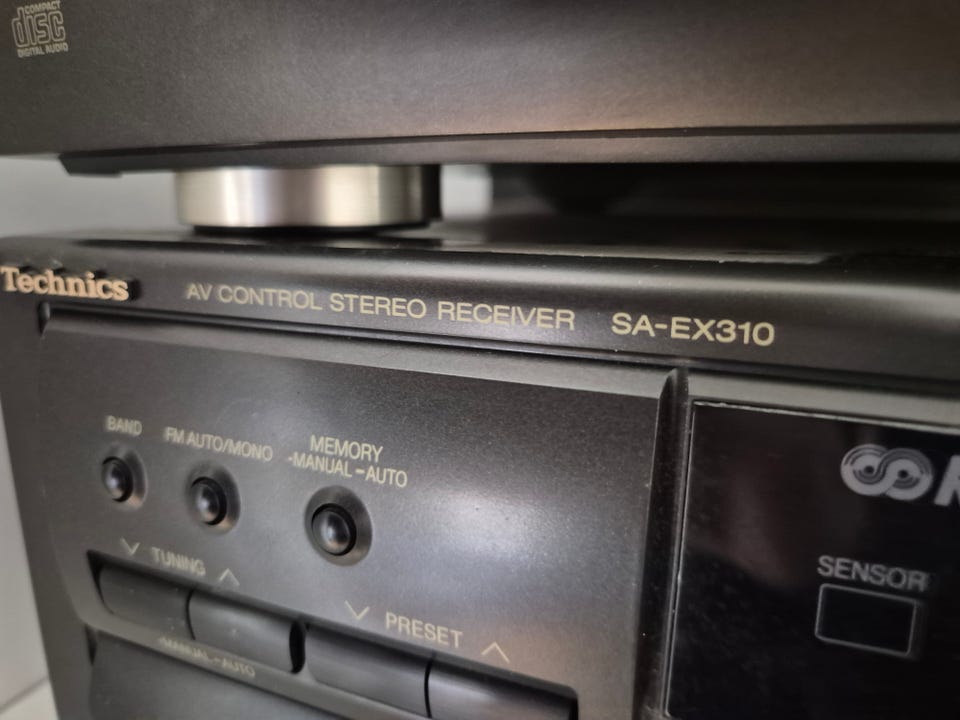 COMPACT
disc
DIGITAL AUDIO
Technics AV CONTROL STEREO RECEIVER SA-EX310
BAND
FM AUTO/MONO
MEMORY
-MANUAL -AUTO
TUNING
PRESET
-MANUAL -AUTO
SENSOR